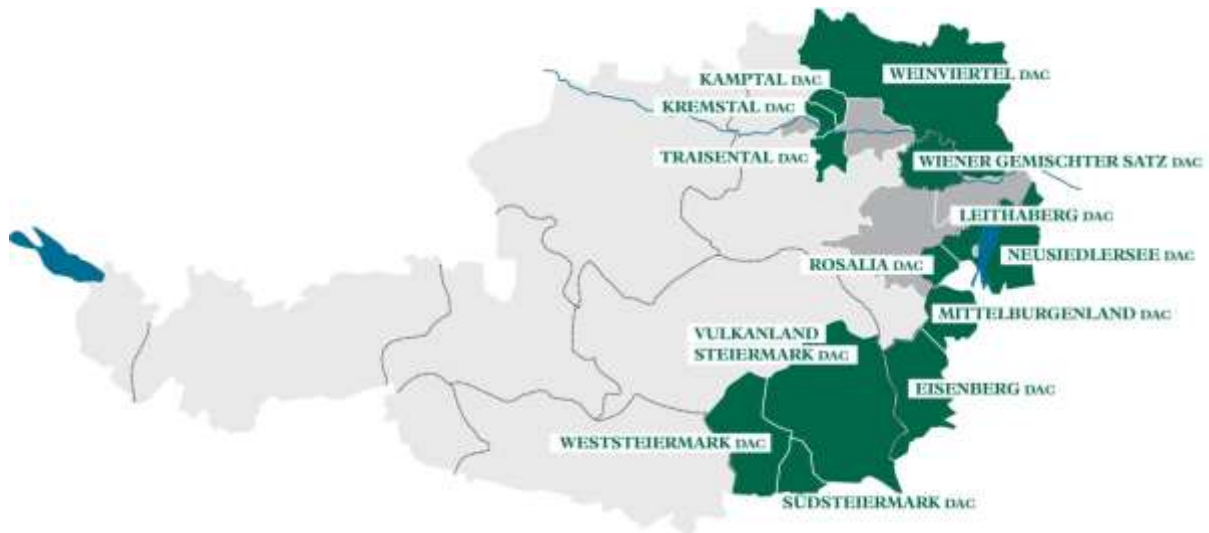 WEINVIERTEL DAC
KAMPTAL DAC
KREMSTAL DAC
TRAISENTAL DAC
WIENER GEMISCHTER SATZ DAC
LEITHABERG DAC
NEUSIEDLERSEE DAC
ROSALIA DAC
MITTELBURGENLAND DAC
VULKANLAND
STEIERMARK DAC
EISENBERG DAC
WESTSTEIERMARK DAC
SÜDSTEIERMARK DAC